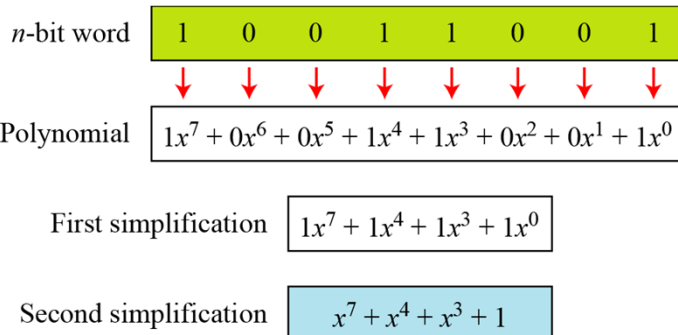 n-bit word 1 0 0 1 1 0 0 1
Polynomial 1x⁷ + 0x⁶ + 0x⁵ + 1x⁴ + 1x³ + 0x² + 0x¹ + 1x⁰
First simplification 1x⁷ + 1x⁴ + 1x³ + 1x⁰
Second simplification x⁷ + x⁴ + x³ + 1